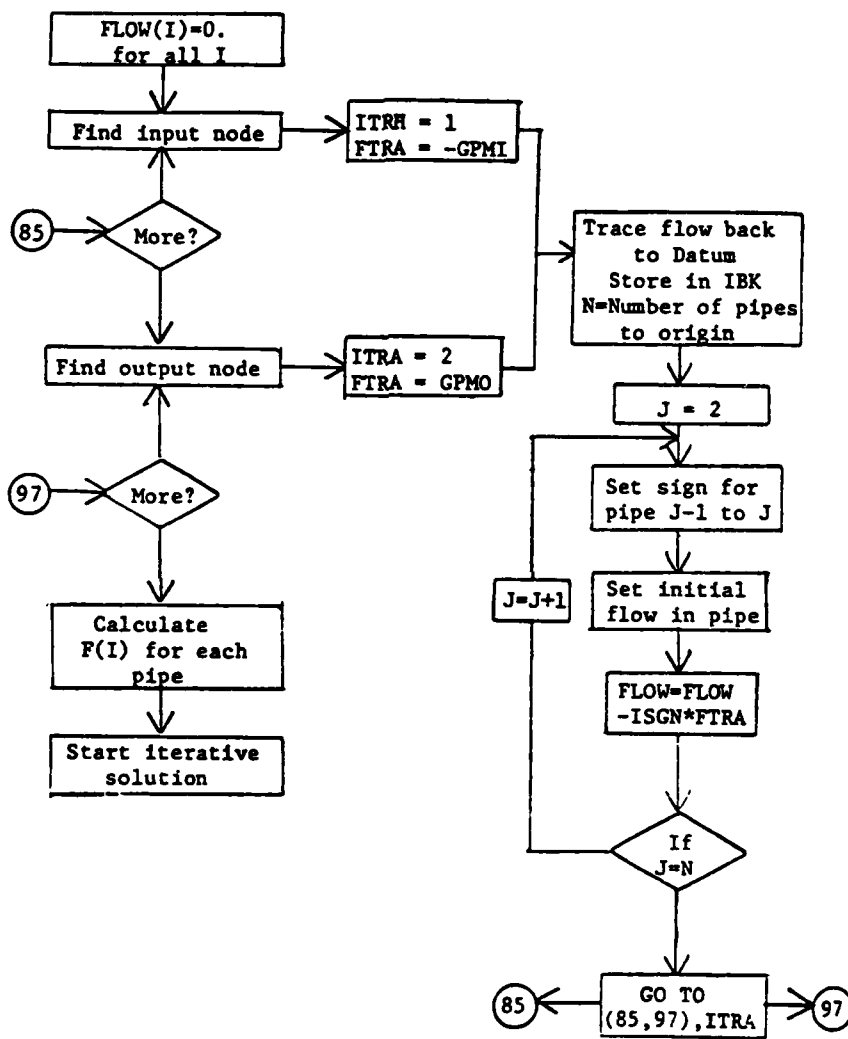 FLOW(I)=0.
for all I
Find input node
ITRH = 1
FTRA = -GPMI
85
More?
Trace flow back
to Datum
Store in IBK
N=Number of pipes
to origin
Find output node
ITRA = 2
FTRA = GPMO
J = 2
97
More?
Set sign for
pipe J-1 to J
J=J+1
Set initial
flow in pipe
Calculate
F(I) for each
pipe
FLOW=FLOW
-ISGN*FTRA
Start iterative
solution
If
J=N
85
GO TO
(85,97),ITRA
97